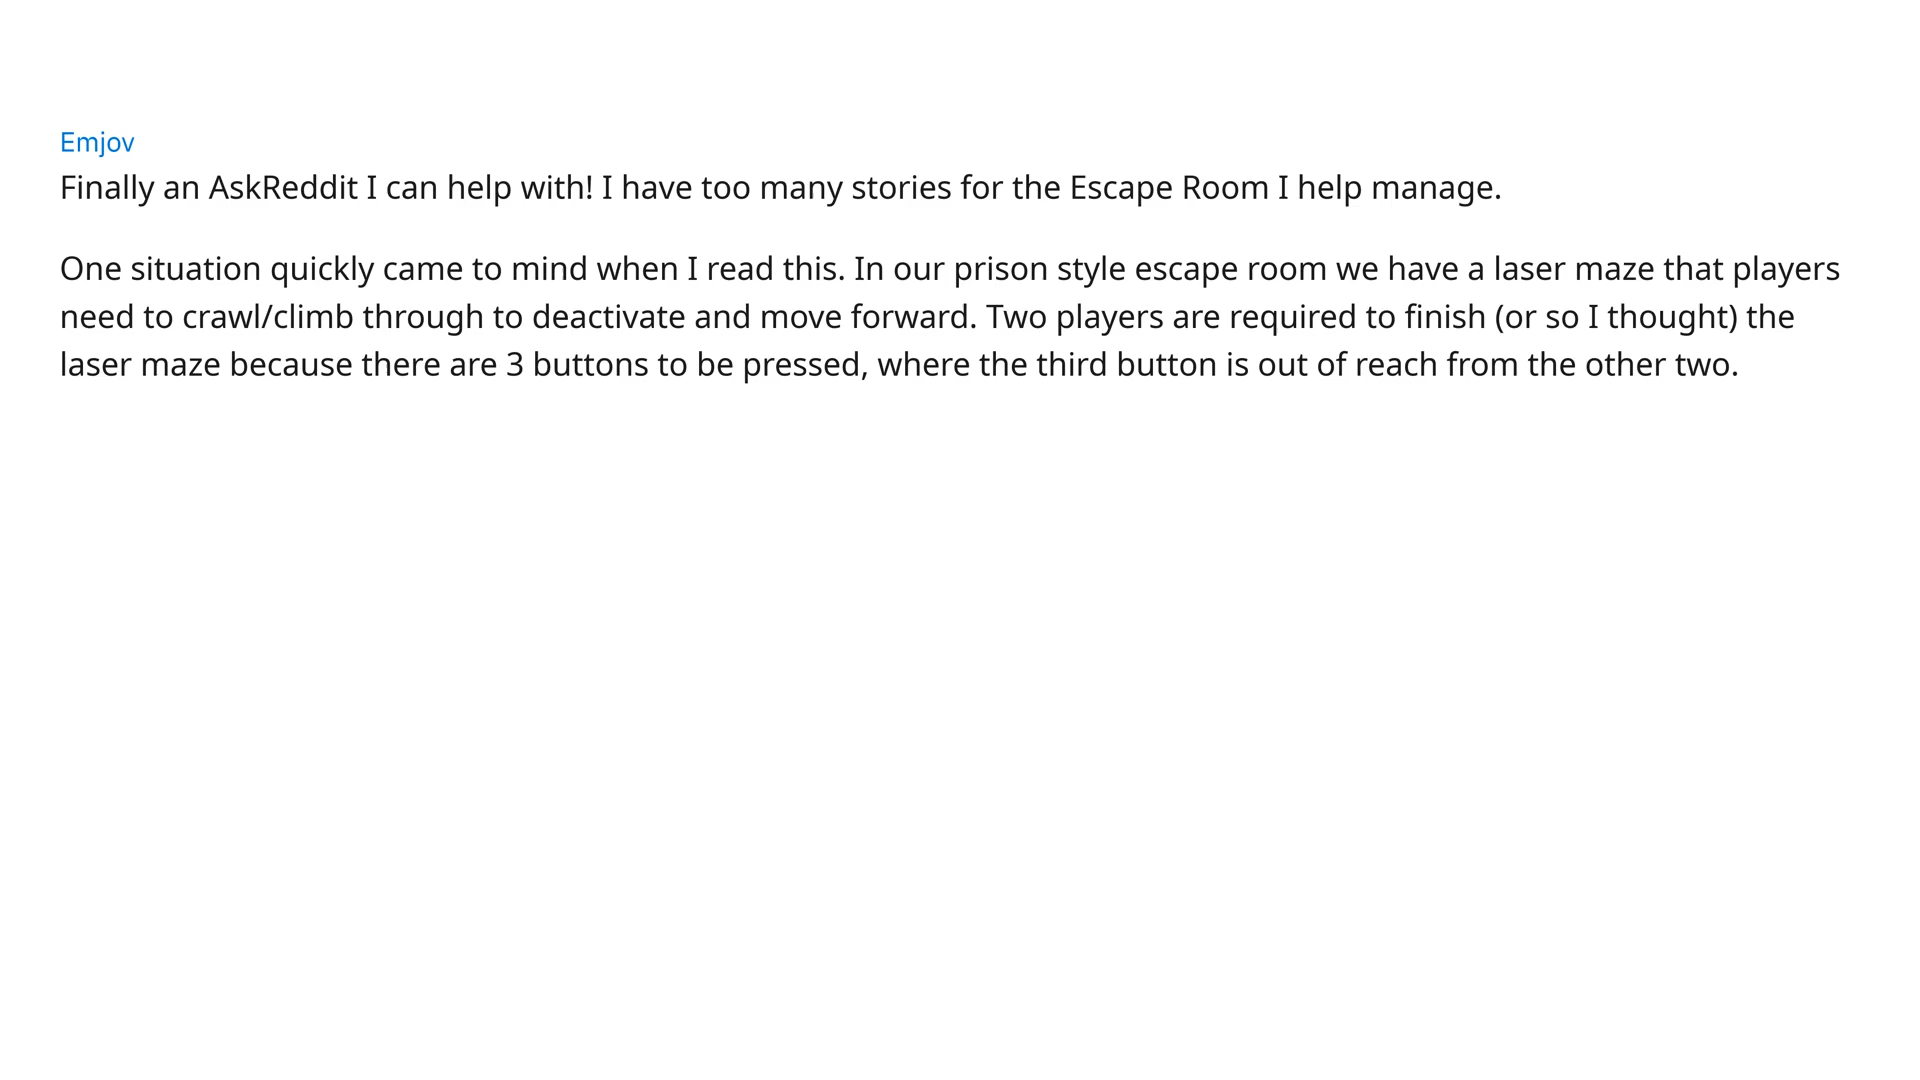 Emjov
Finally an AskReddit I can help with! I have too many stories for the Escape Room I help manage.
One situation quickly came to mind when I read this. In our prison style escape room we have a laser maze that players
need to crawl/climb through to deactivate and move forward. Two players are required to finish (or so I thought) the
laser maze because there are 3 buttons to be pressed, where the third button is out of reach from the other two.